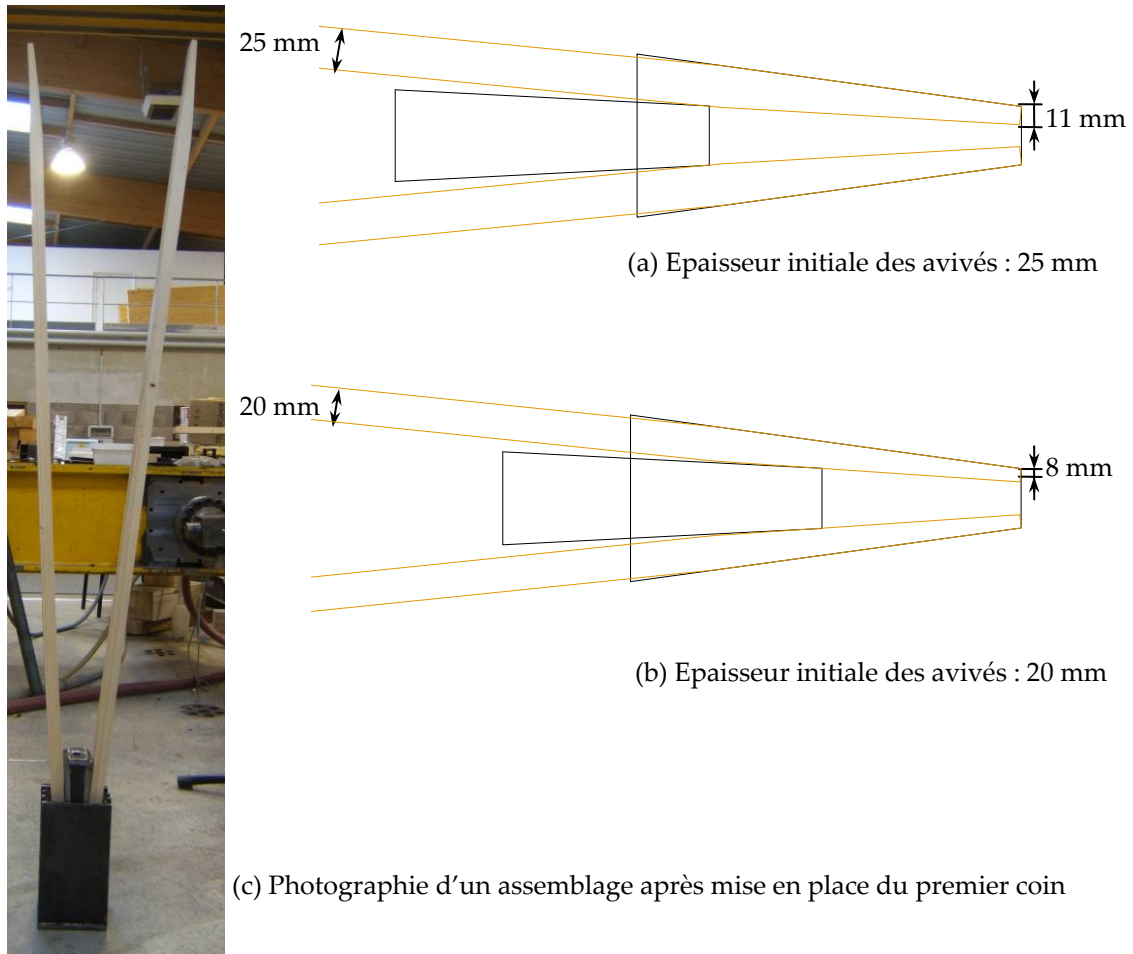 25 mm
11 mm
(a) Epaisseur initiale des avivés : 25 mm
20 mm
8 mm
(b) Epaisseur initiale des avivés : 20 mm
(c) Photographie d’un assemblage après mise en place du premier coin